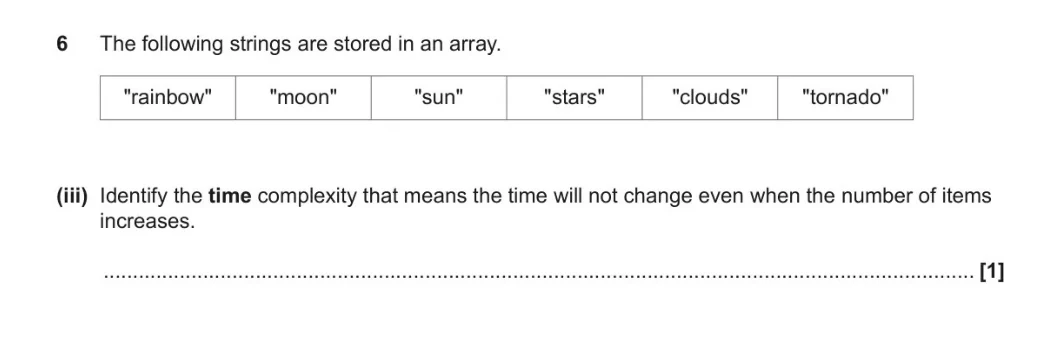 6 The following strings are stored in an array.
"rainbow" "moon" "sun" "stars" "clouds" "tornado"
(iii) Identify the time complexity that means the time will not change even when the number of items
increases.
[1]